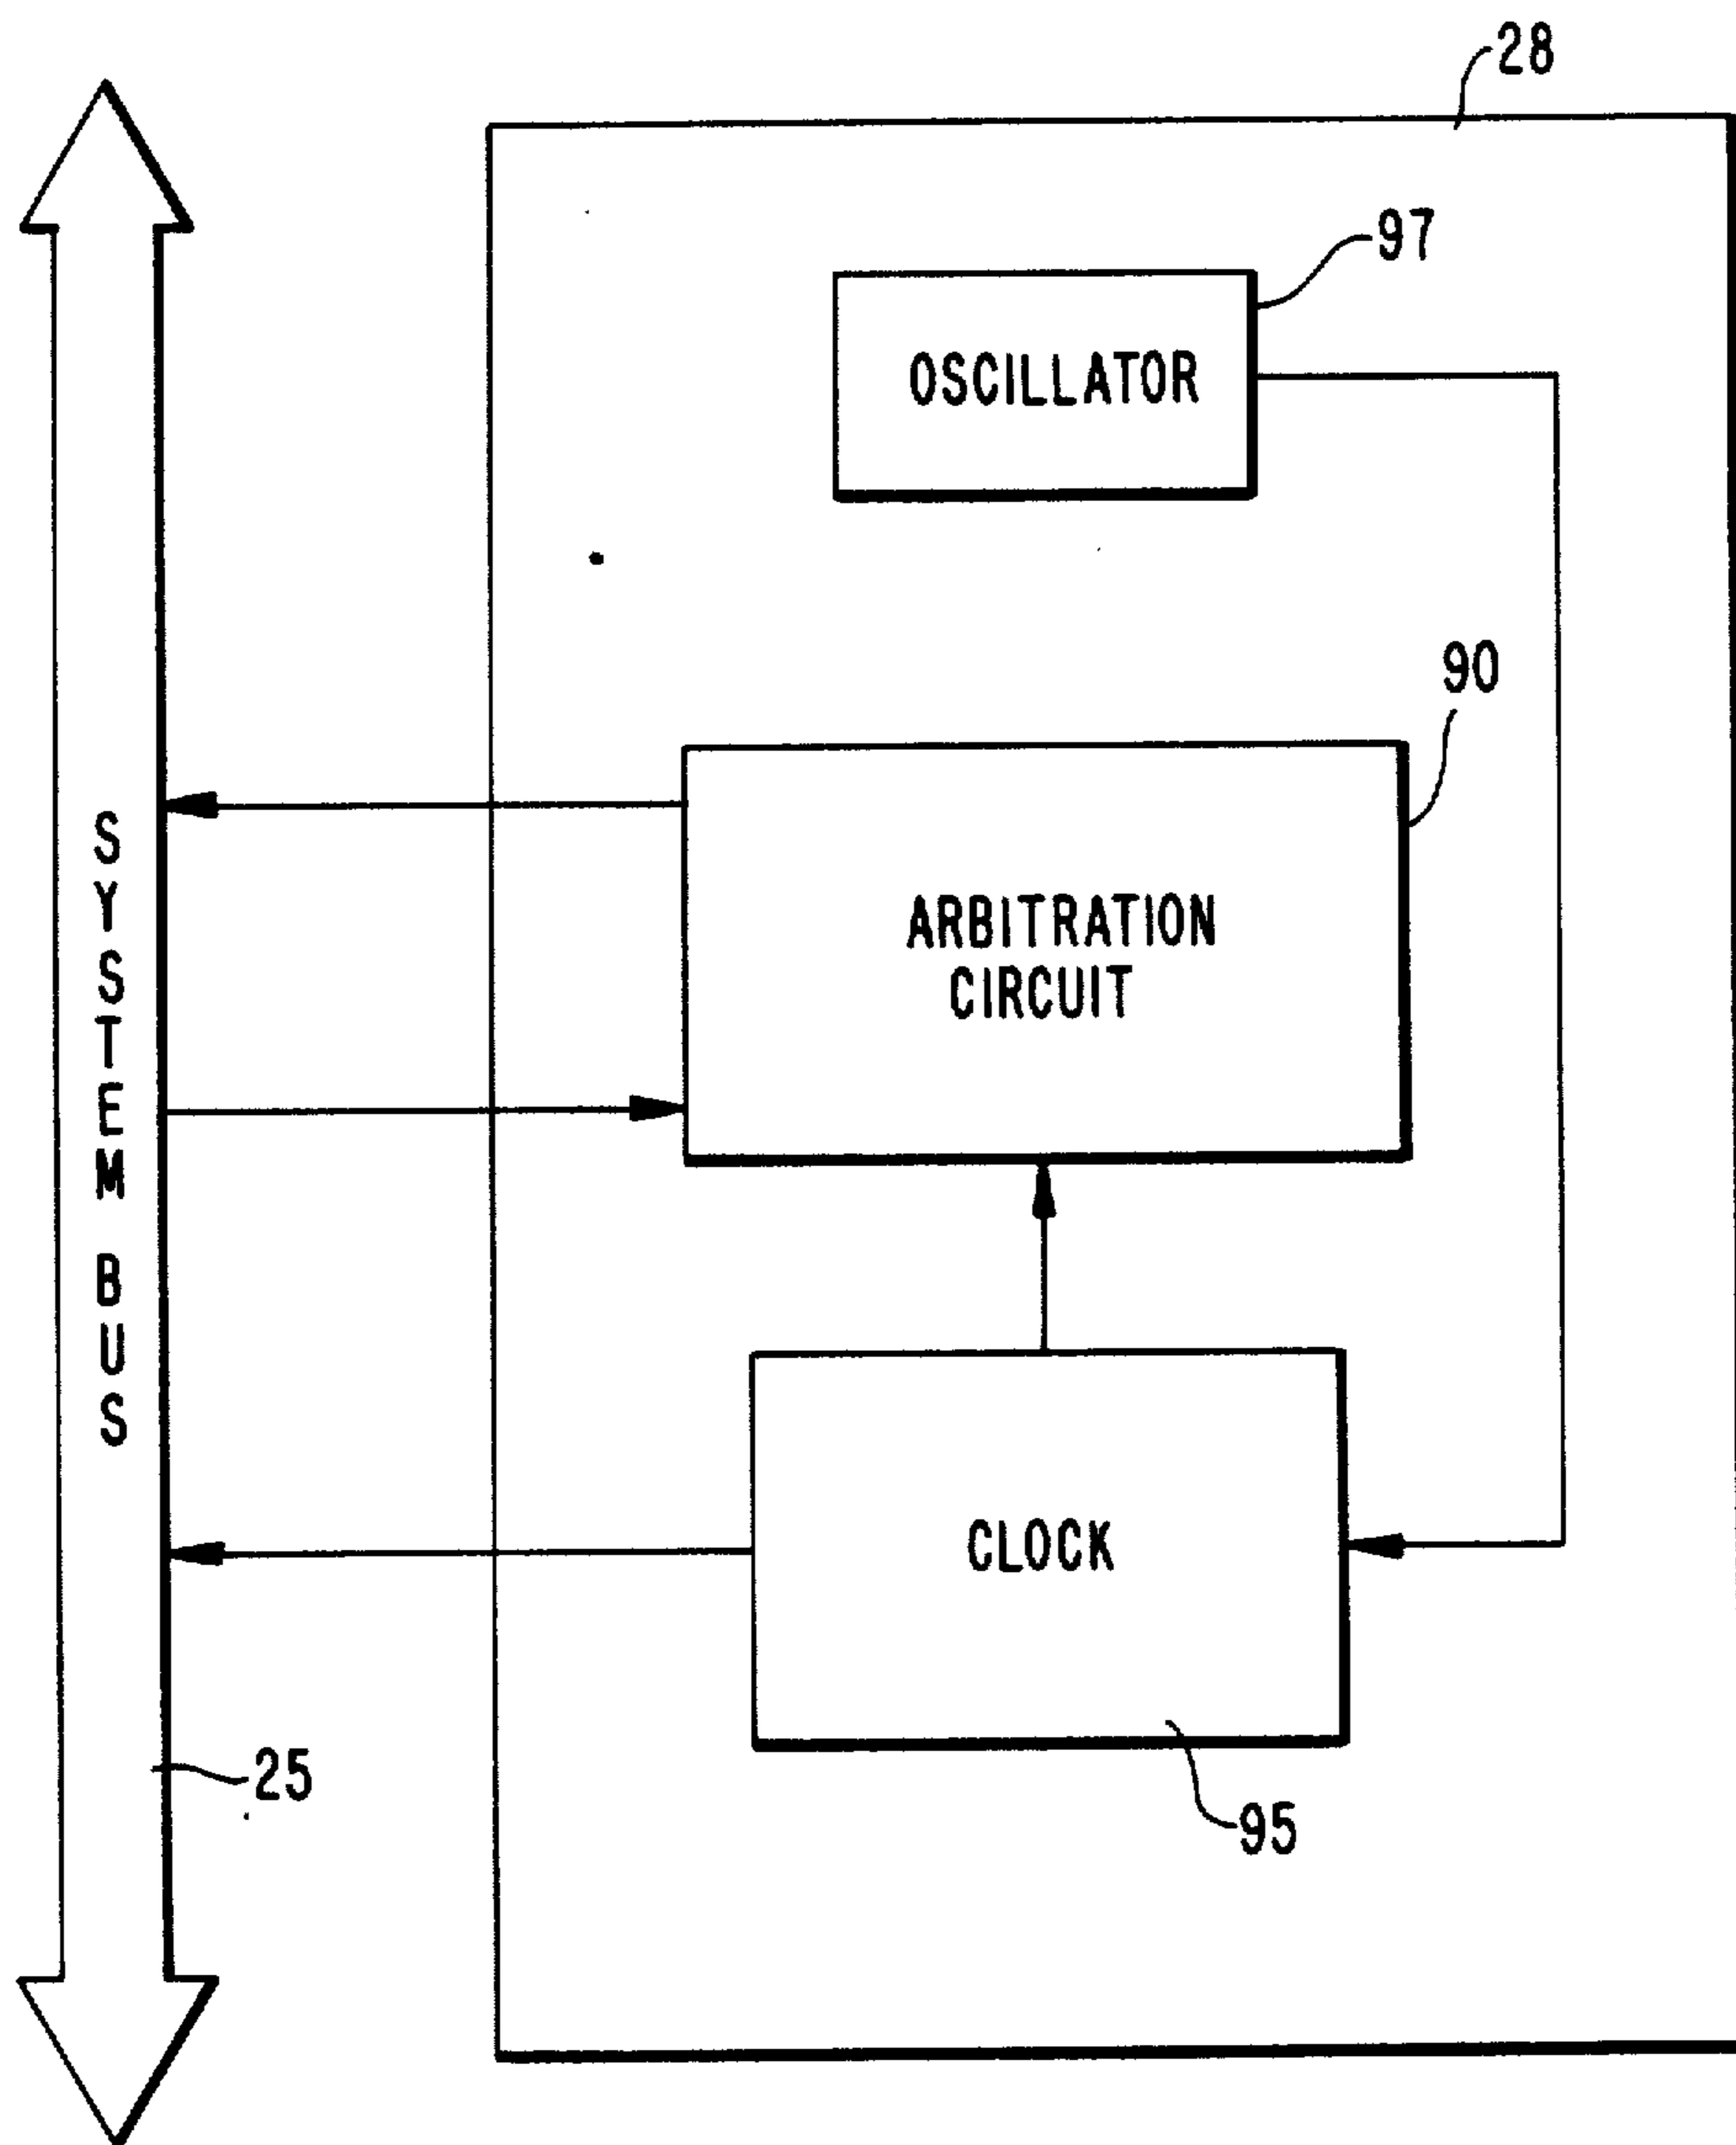 28
97
OSCILLATOR
90
ARBITRATION
CIRCUIT
SYSTEM BUS
CLOCK
25
95